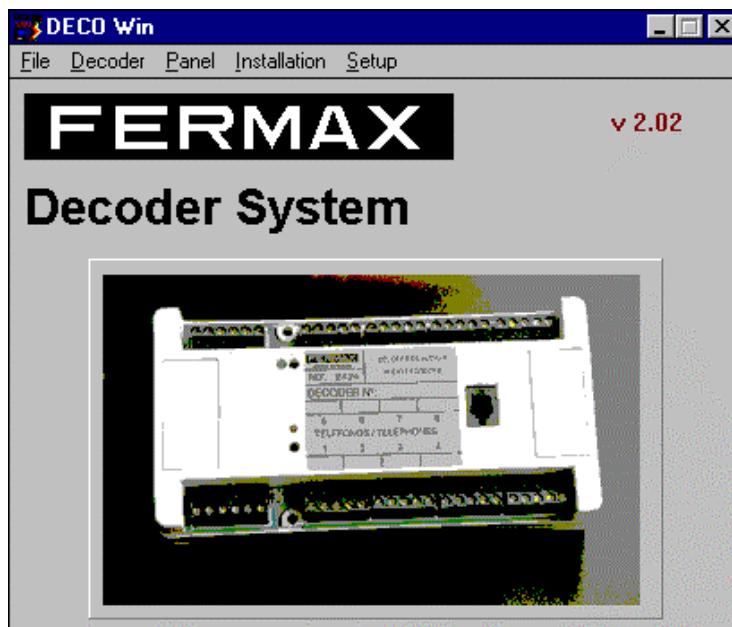 DECO Win
File Decoder Panel Installation Setup
FERMAX
v 2.02
Decoder System
FERMAX
DECODER Nº
5 6 7 8
TELEFONOS / TELEPHONES
1 2 3 4